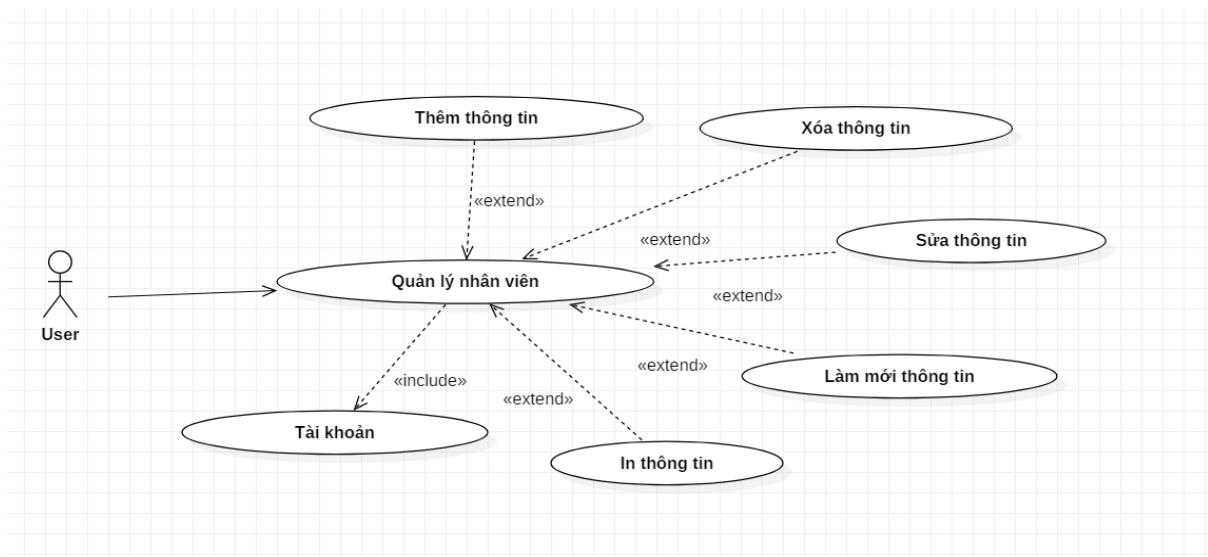 Thêm thông tin
Xóa thông tin
«extend»
«extend»
Sửa thông tin
Quản lý nhân viên
«extend»
User
«extend»
Làm mới thông tin
«include»
«extend»
Tài khoản
In thông tin